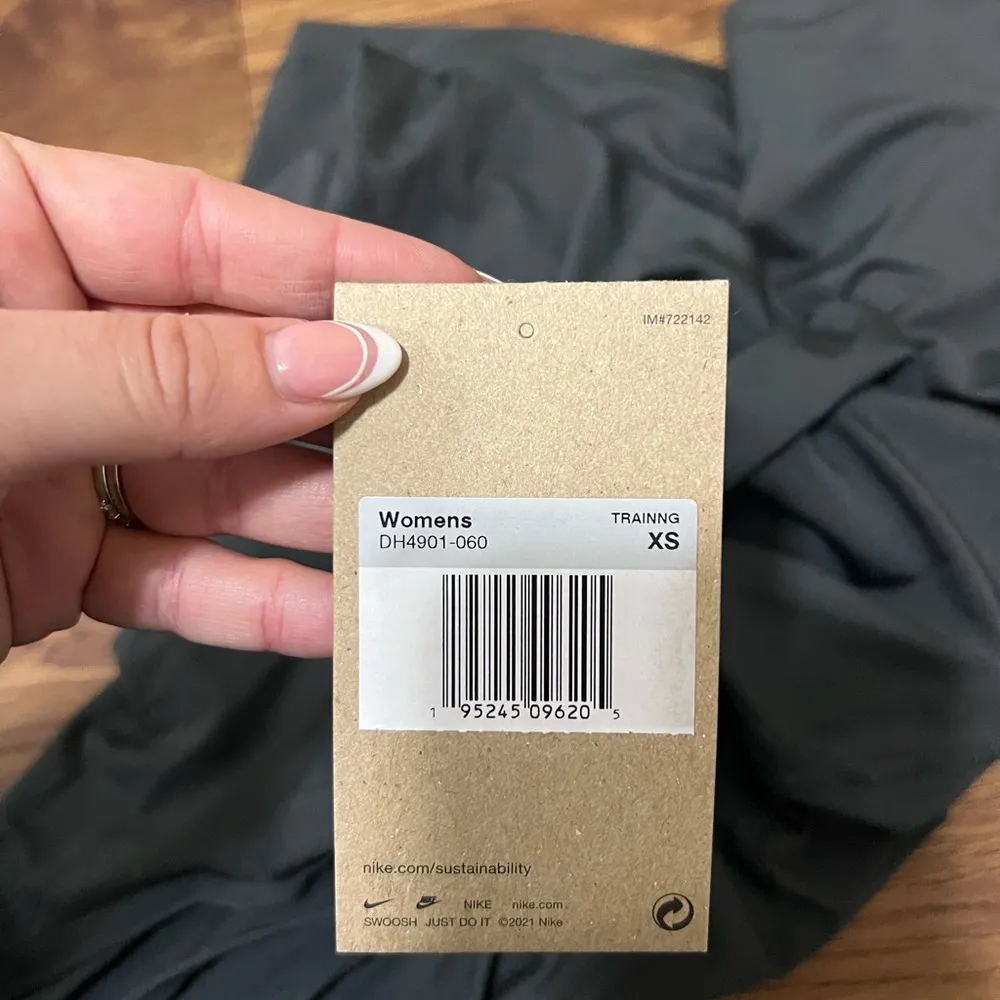 IM#722142
Womens TRAINNG
DH4901-060 XS
1 95245 09620 5
nike.com/sustainability
NIKE nike.com
SWOOSH JUST DO IT ©2021 Nike